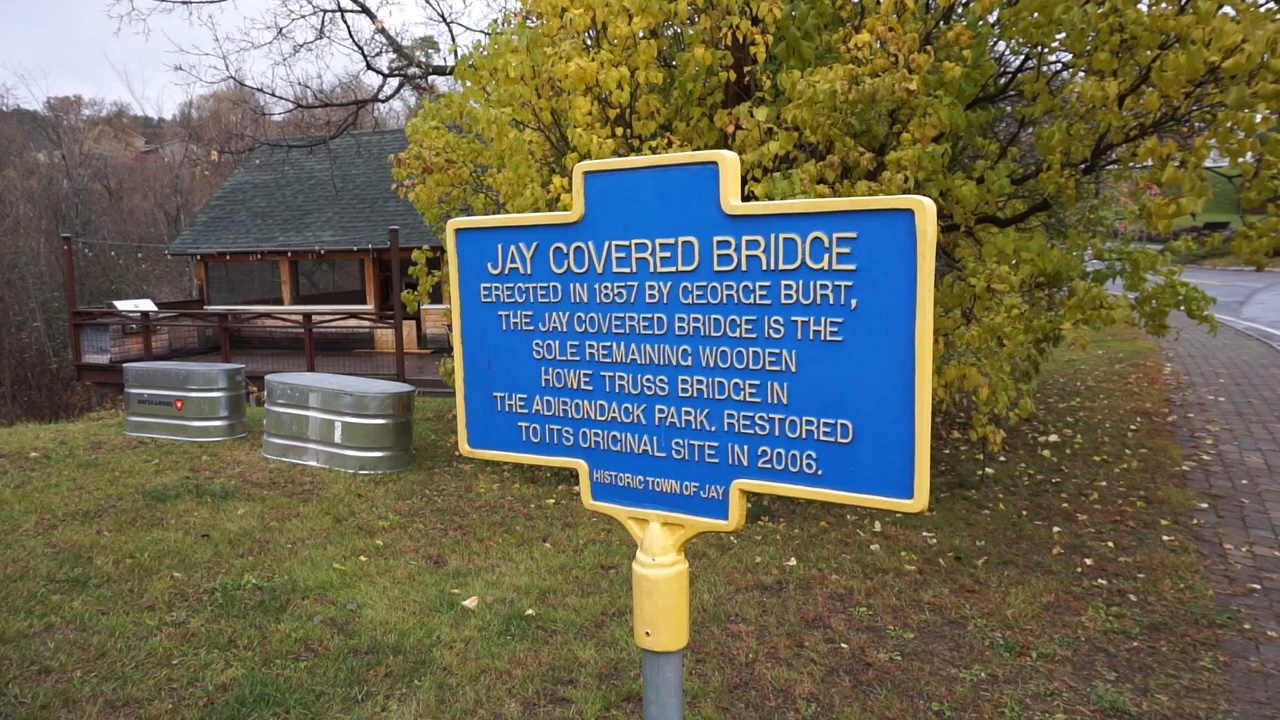 JAY COVERED BRIDGE
ERECTED IN 1857 BY GEORGE BURT,
THE JAY COVERED BRIDGE IS THE
SOLE REMAINING WOODEN
HOWE TRUSS BRIDGE IN
THE ADIRONDACK PARK. RESTORED
TO ITS ORIGINAL SITE IN 2006.
HISTORIC TOWN OF JAY